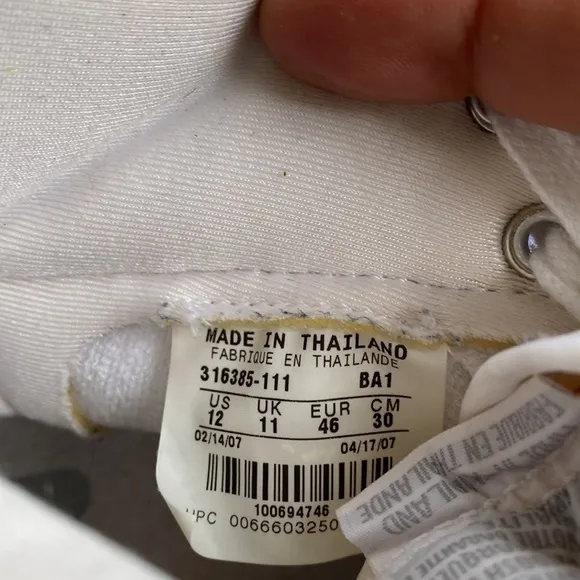 MADE IN THAILAND
FABRIQUE EN THAILANDE
316385-111 BA1
US UK EUR CM
12 11 46 30
02/14/07 04/17/07
100694746
UPC 0066603250
FABRIQUE EN
EN THAILANDE